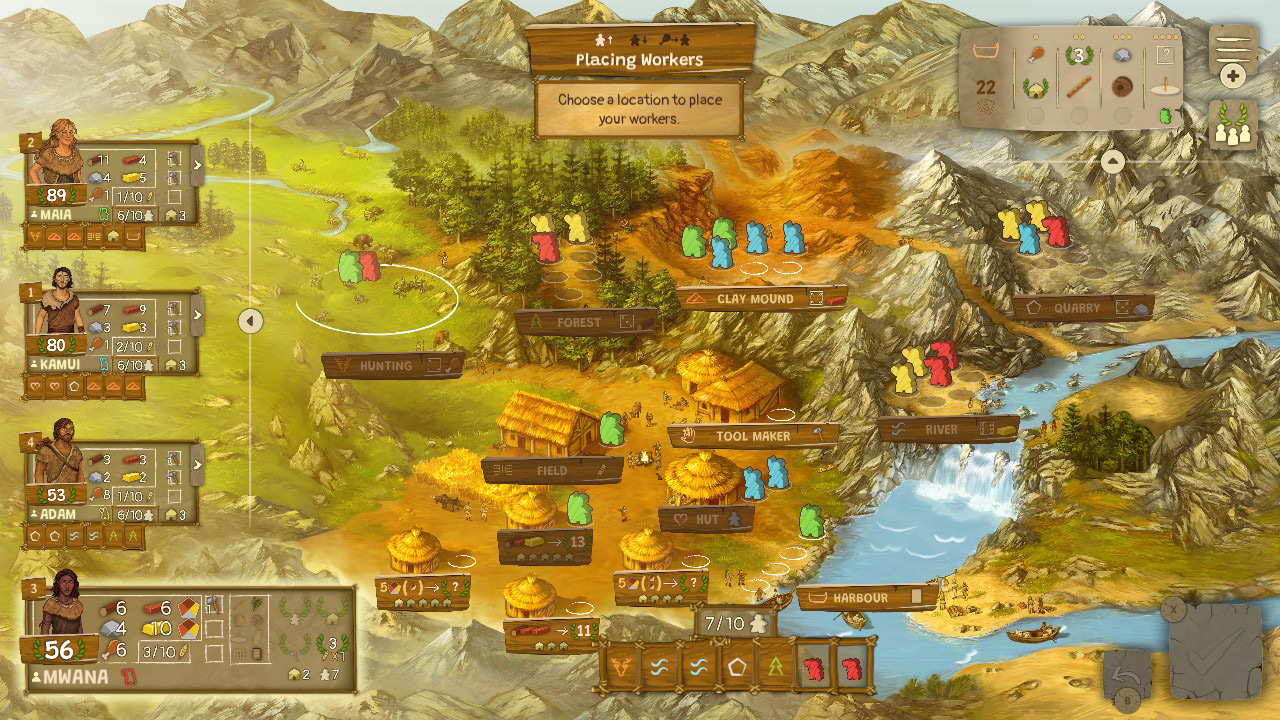 Placing Workers
Choose a location to place
your workers.
3
22
?
2
11 4
4 5
89 1 1/10
MAIA 6/10 3
1
7 9
3 3
80 1 2/10
KAMUI 6/10 3
4
3 3
2 2
53 8 1/10
ADAM 6/10 3
3
6 6
4 10
56 6 3/10
3
x1
MWANA 2 7
FOREST
CLAY MOUND
QUARRY
HUNTING
RIVER
TOOL MAKER
FIELD
HUT
→ 13
5 ( ) → ?
5 ( ) → ?
→ 11
HARBOUR
7/10
X
B